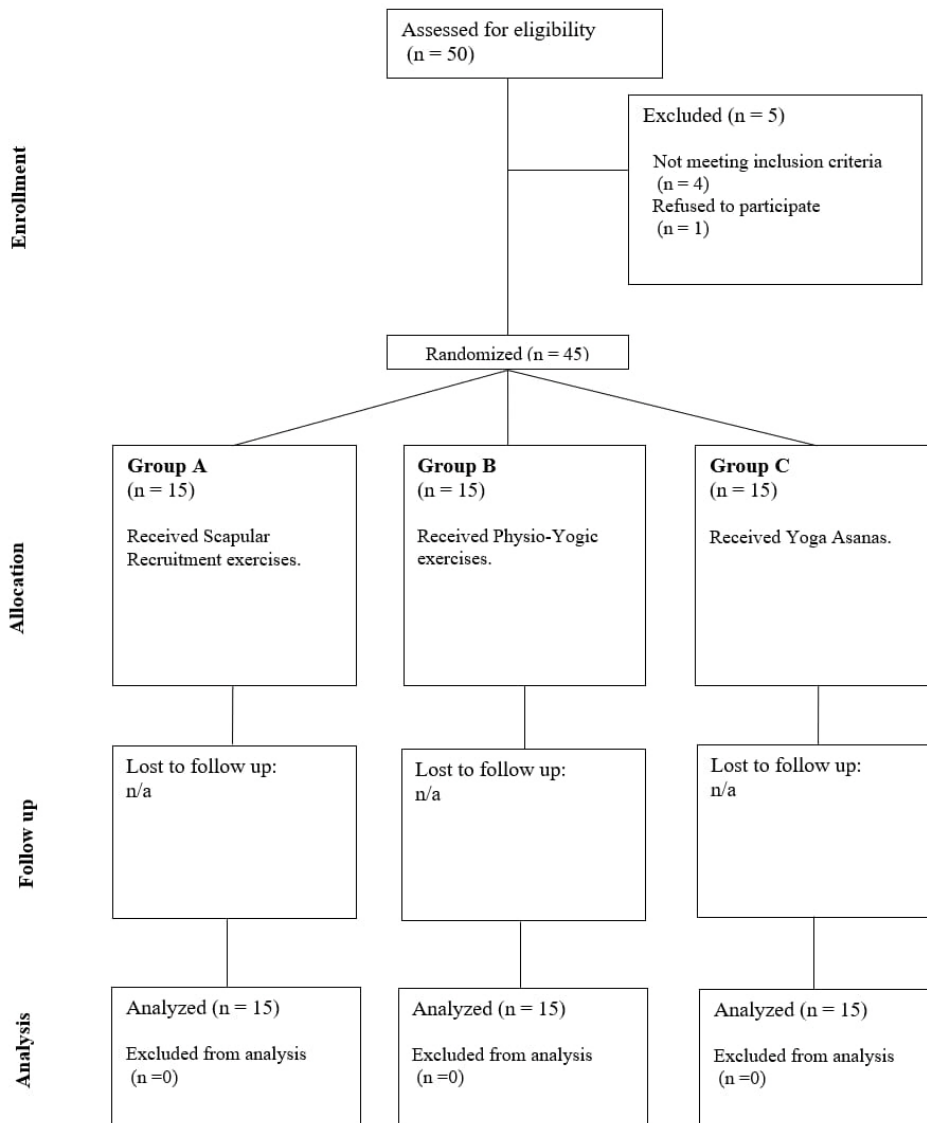 Assessed for eligibility
(n = 50)
Enrollment
Excluded (n = 5)
Not meeting inclusion criteria
(n = 4)
Refused to participate
(n = 1)
Randomized (n = 45)
Allocation
Group A
(n = 15)
Received Scapular
Recruitment exercises.
Group B
(n = 15)
Received Physio-Yogic
exercises.
Group C
(n = 15)
Received Yoga Asanas.
Follow up
Lost to follow up:
n/a
Lost to follow up:
n/a
Lost to follow up:
n/a
Analysis
Analyzed (n = 15)
Excluded from analysis
(n =0)
Analyzed (n = 15)
Excluded from analysis
(n =0)
Analyzed (n = 15)
Excluded from analysis
(n =0)